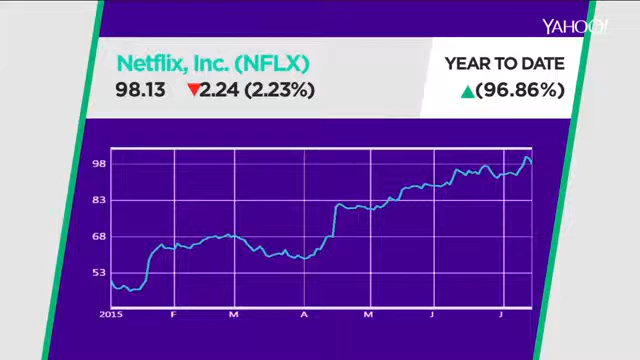 YAHOO!
Netflix, Inc. (NFLX)
98.13 ▼2.24 (2.23%)
YEAR TO DATE
▲(96.86%)
98
83
68
53
2015 F M A M J J